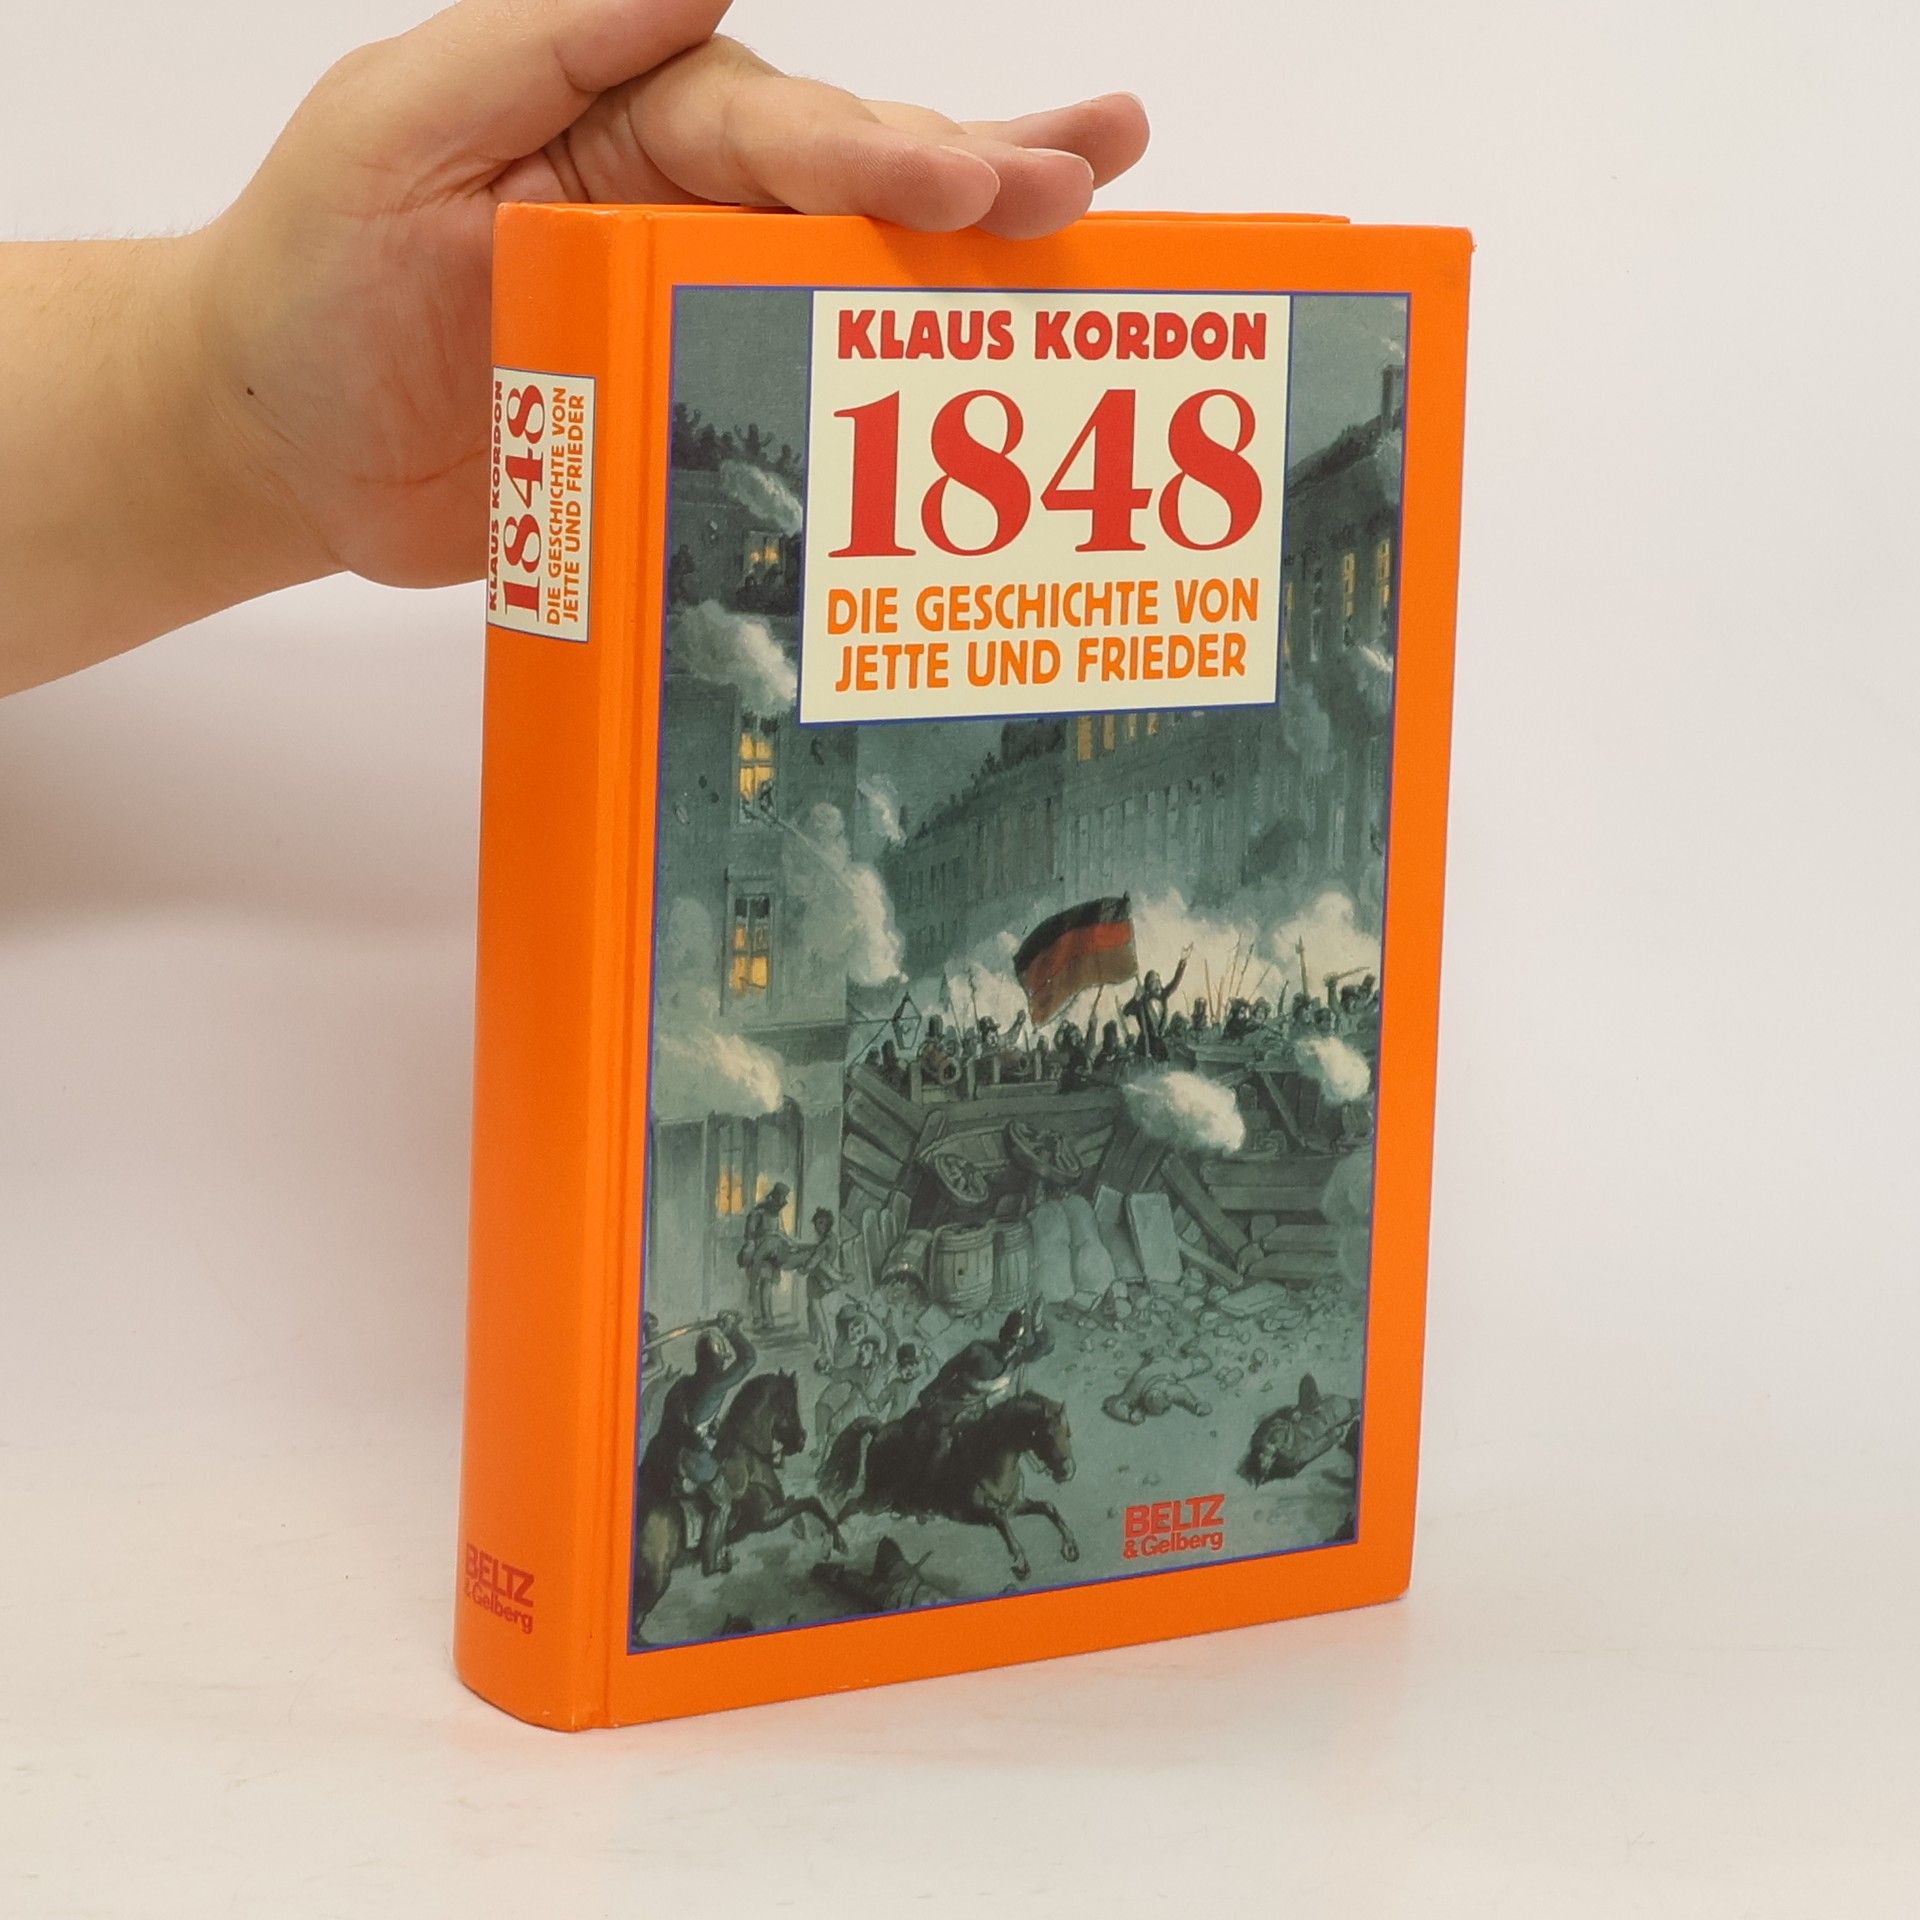 KLAUS KORDON
1848
DIE GESCHICHTE VON
JETTE UND FRIEDER
BELTZ
& Gelberg
KLAUS KORDON
1848
DIE GESCHICHTE VON
JETTE UND FRIEDER
BELTZ
& Gelberg